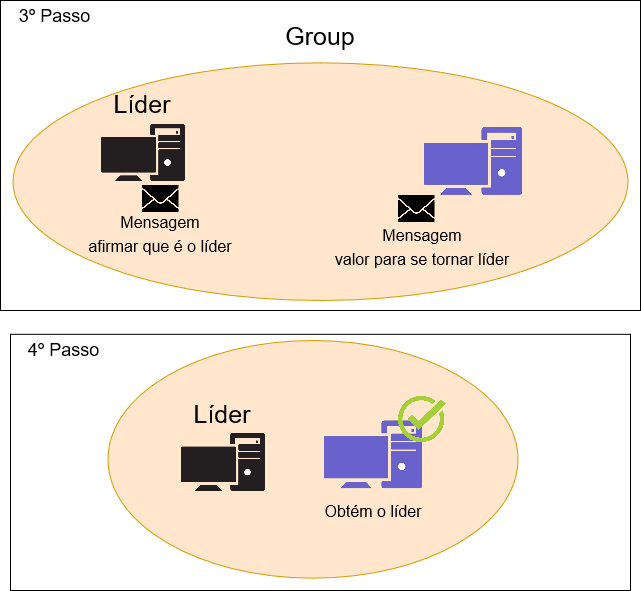 3º Passo
Group
Líder
Mensagem
afirmar que é o líder
Mensagem
valor para se tornar líder
4º Passo
Líder
Obtém o líder